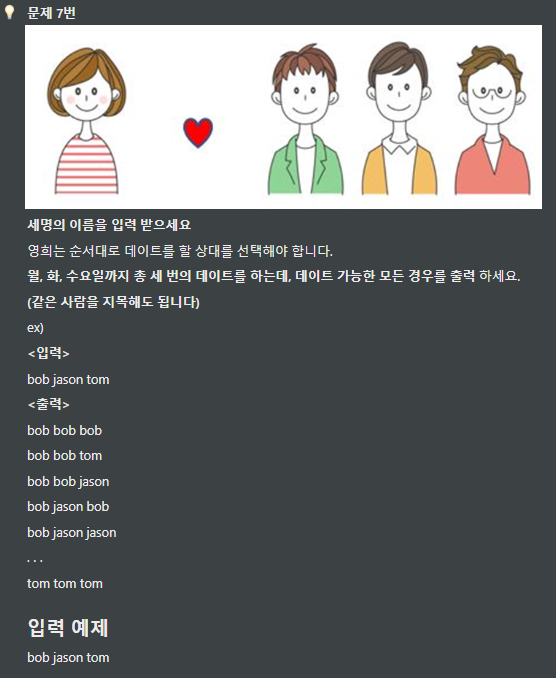 문제 7번
세명의 이름을 입력 받으세요
영희는 순서대로 데이트를 할 상대를 선택해야 합니다.
월, 화, 수요일까지 총 세 번의 데이트를 하는데, 데이트 가능한 모든 경우를 출력 하세요.
(같은 사람을 지목해도 됩니다)
ex)
<입력>
bob jason tom
<출력>
bob bob bob
bob bob tom
bob bob jason
bob jason bob
bob jason jason
. . .
tom tom tom
입력 예제
bob jason tom